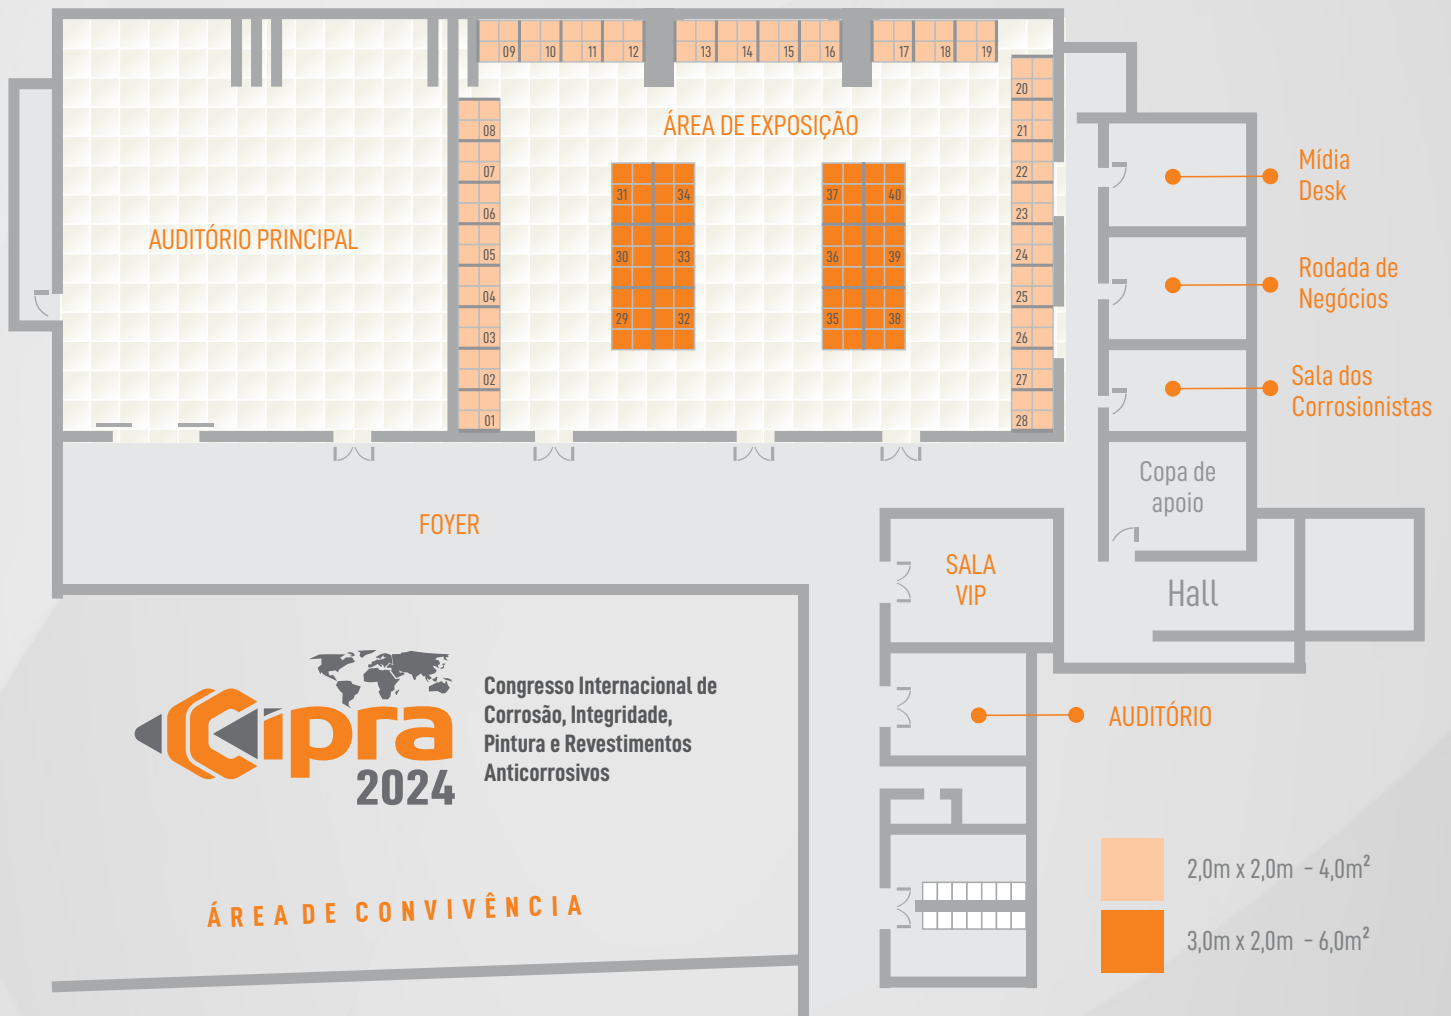 09 10 11 12 13 14 15 16 17 18 19
20
ÁREA DE EXPOSIÇÃO
08
21
07
22
31 34 37 40
06
23
AUDITÓRIO PRINCIPAL
05
30 33 36 39
24
04
25
29 32 35 38
03
26
02
27
01
28
Mídia
Desk
Rodada de
Negócios
Sala dos
Corrosionistas
Copa de
apoio
FOYER
SALA
VIP
Hall
Cipra
2024
Congresso Internacional de
Corrosão, Integridade,
Pintura e Revestimentos
Anticorrosivos
AUDITÓRIO
ÁREA DE CONVIVÊNCIA
2,0m x 2,0m - 4,0m²
3,0m x 2,0m - 6,0m²